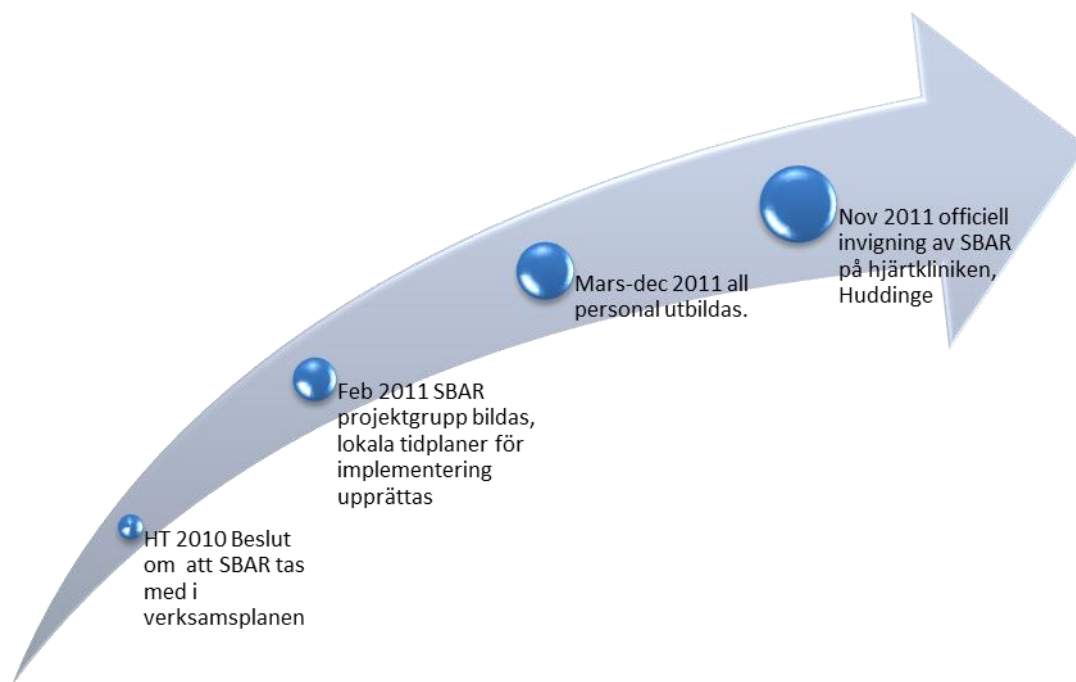 HT 2010 Beslut
om  att SBAR tas
med i
verksamsplanen
Feb 2011 SBAR
projektgrupp bildas,
lokala tidplaner för
implementering
upprättas
Mars-dec 2011 all
personal utbildas.
Nov 2011 officiell
invigning av SBAR
på hjärtkliniken,
Huddinge